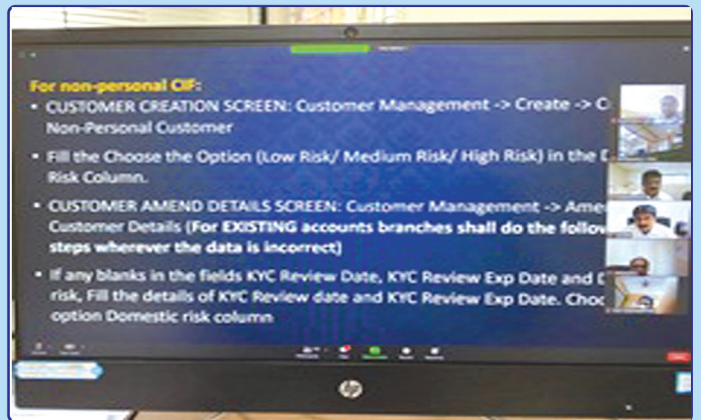 For non-personal CIF:
• CUSTOMER CREATION SCREEN: Customer Management -> Create -> C
Non-Personal Customer
• Fill the Choose the Option (Low Risk/ Medium Risk/ High Risk) in the D
Risk Column.
• CUSTOMER AMEND DETAILS SCREEN: Customer Management -> Ame
Customer Details (For EXISTING accounts branches shall do the follow
steps wherever the data is incorrect)
• If any blanks in the fields KYC Review Date, KYC Review Exp Date and D
risk, Fill the details of KYC Review date and KYC Review Exp Date. Choo
option Domestic risk column
hp